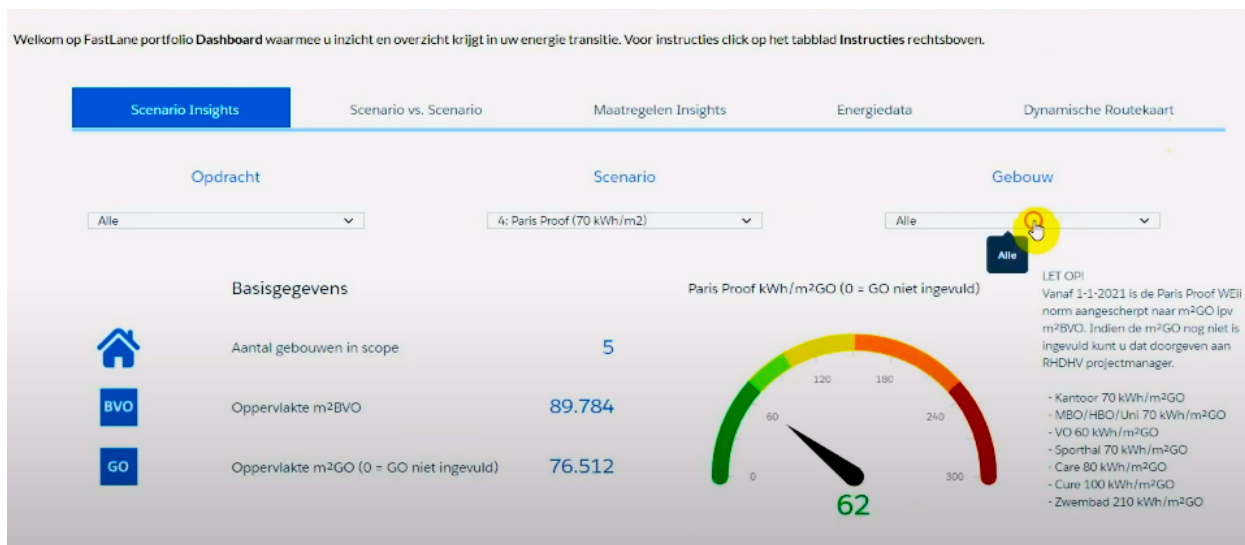 Welkom op FastLane portfolio Dashboard waarmee u inzicht en overzicht krijgt in uw energie transitie. Voor instructies click op het tabblad Instructies rechtsboven.
Scenario Insights
Scenario vs. Scenario
Maatregelen Insights
Energiedata
Dynamische Routekaart
Opdracht
Scenario
Gebouw
Alle
4: Paris Proof (70 kWh/m2)
Alle
Alle
Basisgegevens
Aantal gebouwen in scope
5
BVO
Oppervlakte m²BVO
89.784
GO
Oppervlakte m²GO (0 = GO niet ingevuld)
76.512
Paris Proof kWh/m²GO (0 = GO niet ingevuld)
0
60
120
180
240
300
62
LET OP!
Vanaf 1-1-2021 is de Paris Proof WEii
norm aangescherpt naar m²GO ipv
m²BVO. Indien de m²GO nog niet is
ingevuld kunt u dat doorgeven aan
RHDHV projectmanager.
- Kantoor 70 kWh/m²GO
- MBO/HBO/Uni 70 kWh/m²GO
- VO 60 kWh/m²GO
- Sporthal 70 kWh/m²GO
- Care 80 kWh/m²GO
- Cure 100 kWh/m²GO
- Zwembad 210 kWh/m²GO